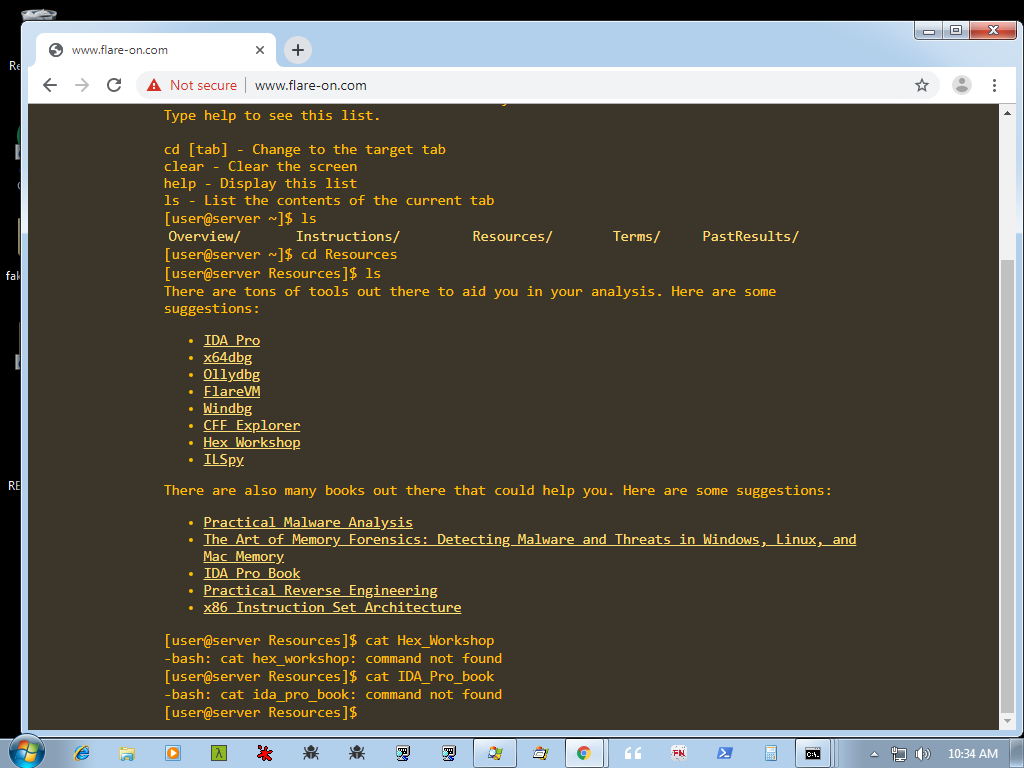 www.flare-on.com
Not secure www.flare-on.com
Type help to see this list.
cd [tab] - Change to the target tab
clear - Clear the screen
help - Display this list
ls - List the contents of the current tab
[user@server ~]$ ls
Overview/ Instructions/ Resources/ Terms/ PastResults/
[user@server ~]$ cd Resources
[user@server Resources]$ ls
There are tons of tools out there to aid you in your analysis. Here are some
suggestions:
• IDA Pro
• x64dbg
• Ollydbg
• FlareVM
• Windbg
• CFF Explorer
• Hex Workshop
• ILSpy
There are also many books out there that could help you. Here are some suggestions:
• Practical Malware Analysis
• The Art of Memory Forensics: Detecting Malware and Threats in Windows, Linux, and
Mac Memory
• IDA Pro Book
• Practical Reverse Engineering
• x86 Instruction Set Architecture
[user@server Resources]$ cat Hex_Workshop
-bash: cat hex_workshop: command not found
[user@server Resources]$ cat IDA_Pro_book
-bash: cat ida_pro_book: command not found
[user@server Resources]$
10:34 AM